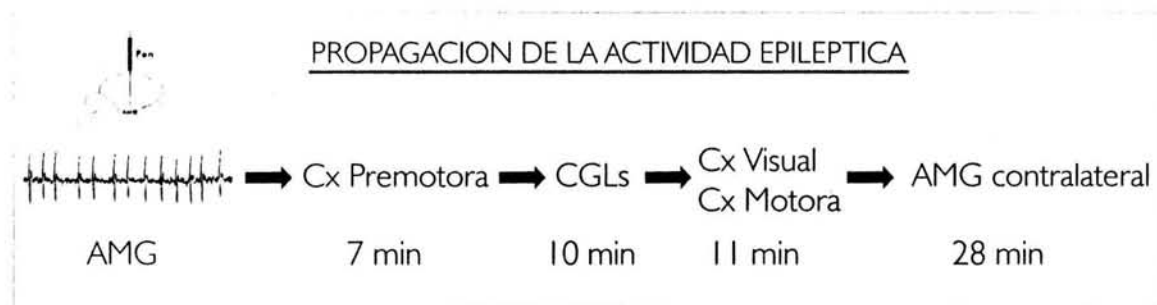 Pen
PROPAGACION DE LA ACTIVIDAD EPILEPTICA
Cx Premotora
CGLs
Cx Visual
Cx Motora
AMG contralateral
AMG
7 min
10 min
11 min
28 min